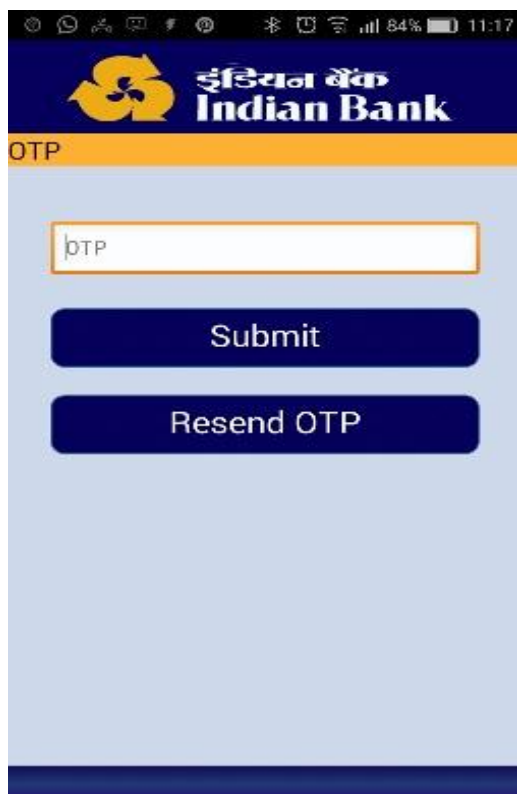 84% 11:17
इंडियन बैंक
Indian Bank
OTP
OTP
Submit
Resend OTP